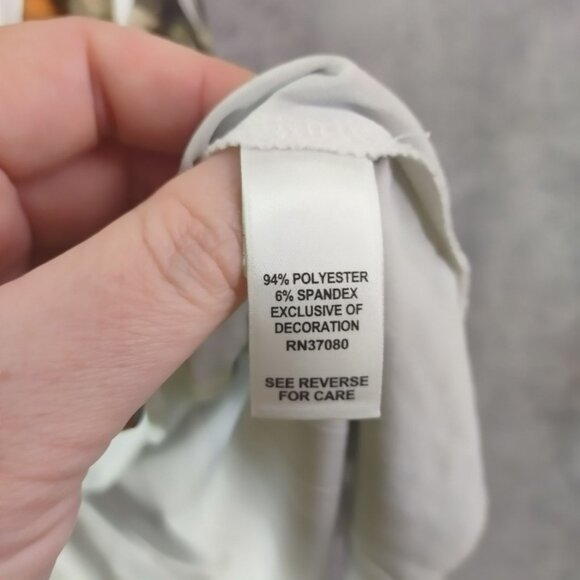 94% POLYESTER
6% SPANDEX
EXCLUSIVE OF
DECORATION
RN37080
SEE REVERSE
FOR CARE